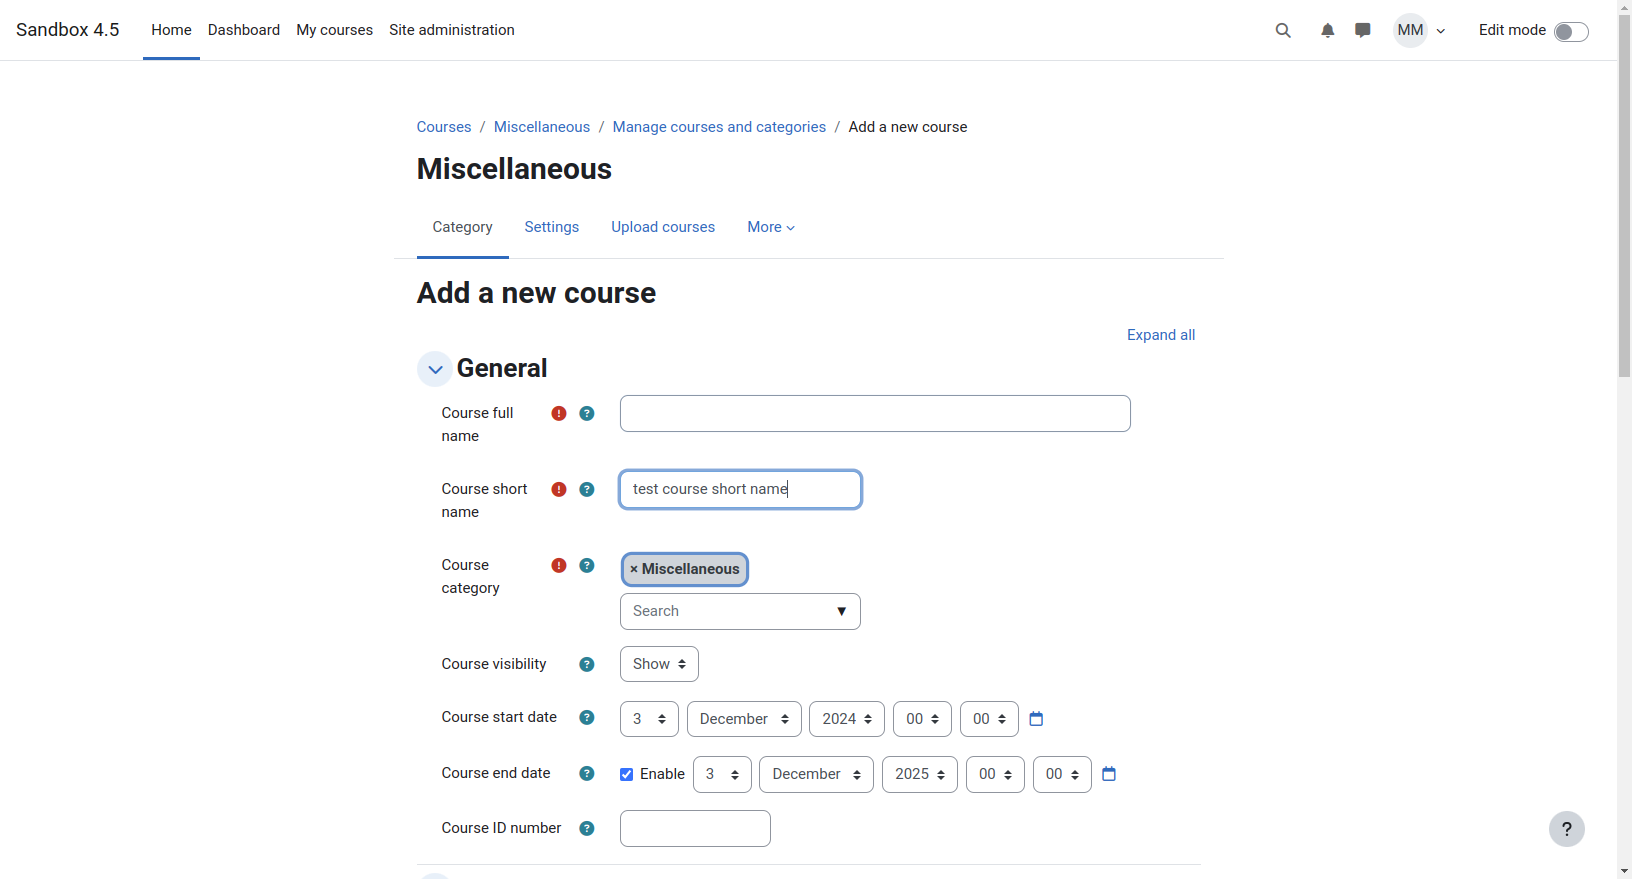 Sandbox 4.5 Home Dashboard My courses Site administration MM Edit mode
Courses / Miscellaneous / Manage courses and categories / Add a new course
Miscellaneous
Category Settings Upload courses More
Add a new course
Expand all
General
Course full
name
! ?
Course short
name
! ?
test course short name
Course
category
! ?
× Miscellaneous
Search ▼
Course visibility ? Show
Course start date ? 3 December 2024 00 00
Course end date ? Enable 3 December 2025 00 00
Course ID number ?
?